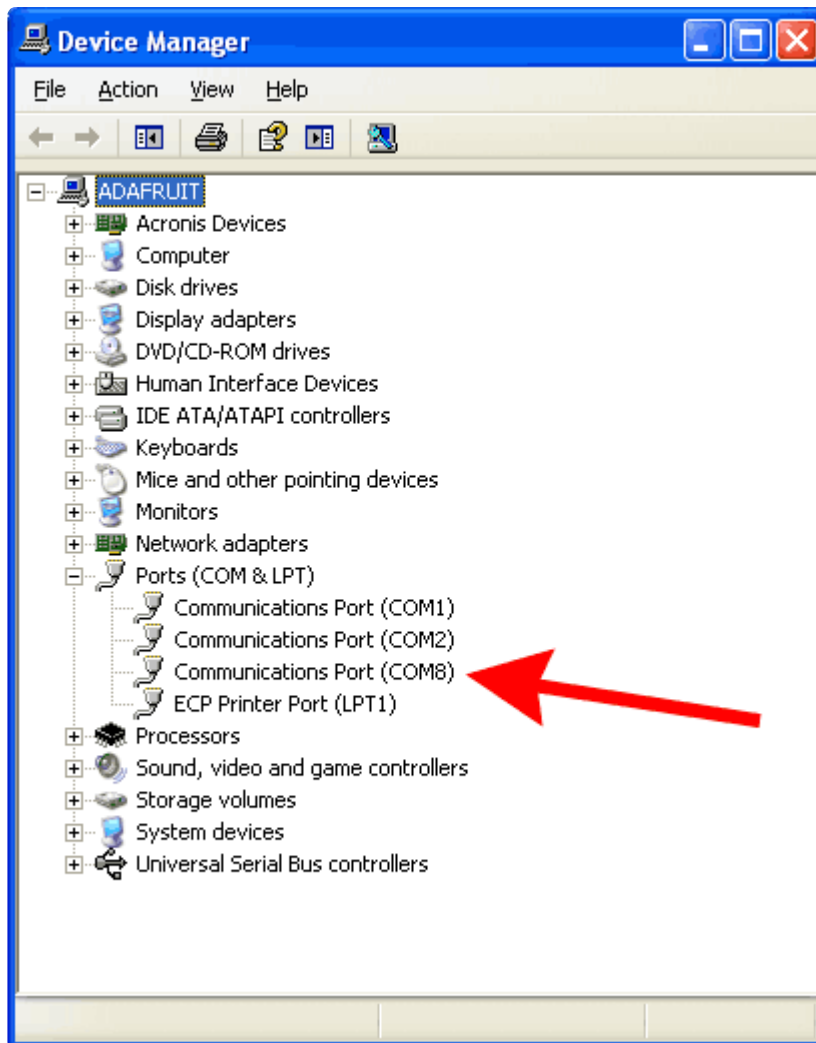 Device Manager
File Action View Help
ADAFRUIT
Acronis Devices
Computer
Disk drives
Display adapters
DVD/CD-ROM drives
Human Interface Devices
IDE ATA/ATAPI controllers
Keyboards
Mice and other pointing devices
Monitors
Network adapters
Ports (COM & LPT)
Communications Port (COM1)
Communications Port (COM2)
Communications Port (COM8)
ECP Printer Port (LPT1)
Processors
Sound, video and game controllers
Storage volumes
System devices
Universal Serial Bus controllers